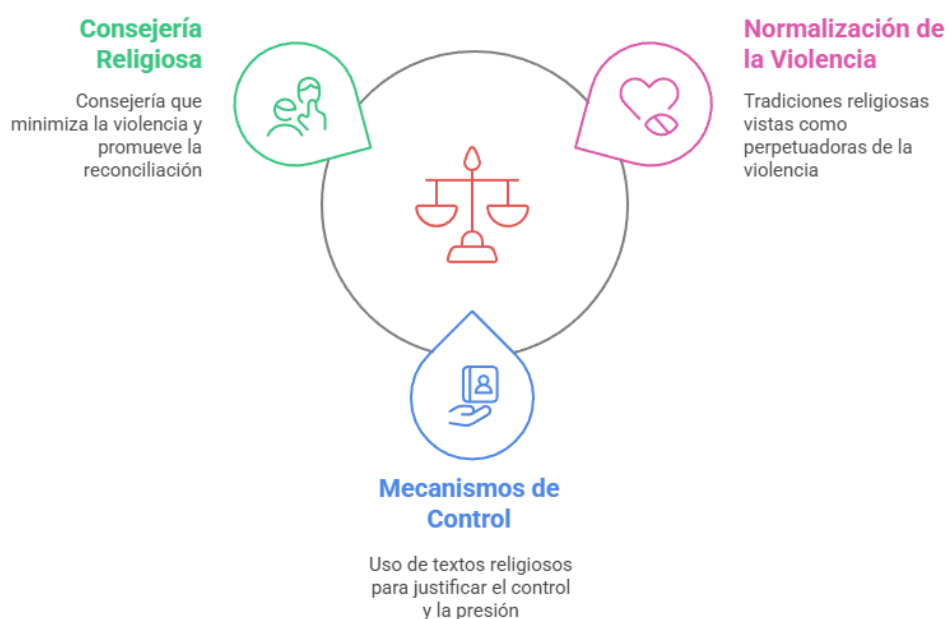 Consejería
Religiosa
Consejería que
minimiza la violencia y
promueve la
reconciliación
Normalización de
la Violencia
Tradiciones religiosas
vistas como
perpetuadoras de la
violencia
Mecanismos de
Control
Uso de textos religiosos
para justificar el control
y la presión